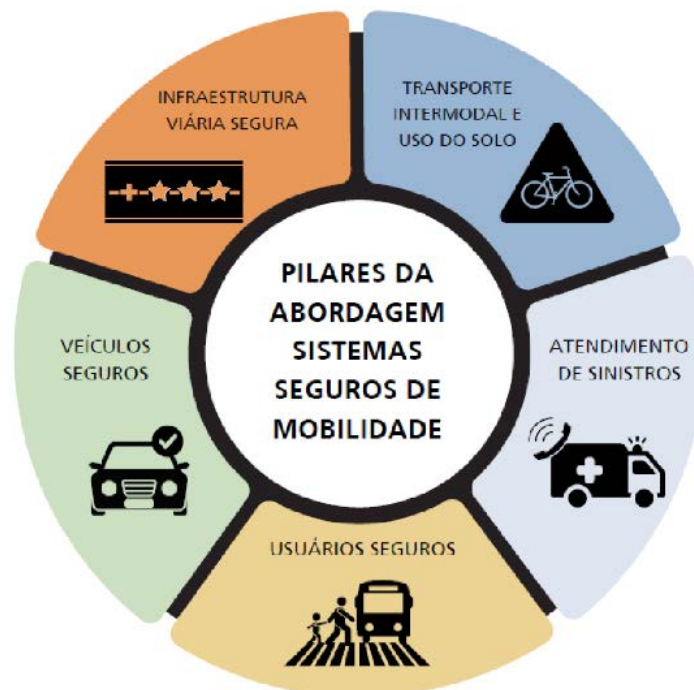 INFRAESTRUTURA
VIÁRIA SEGURA
TRANSPORTE
INTERMODAL E
USO DO SOLO
PILARES DA
ABORDAGEM
SISTEMAS
SEGUROS DE
MOBILIDADE
VEÍCULOS
SEGUROS
ATENDIMENTO
DE SINISTROS
USUÁRIOS SEGUROS